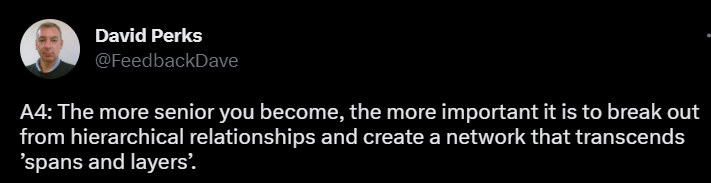 David Perks
@FeedbackDave
A4: The more senior you become, the more important it is to break out
from hierarchical relationships and create a network that transcends
’spans and layers’.